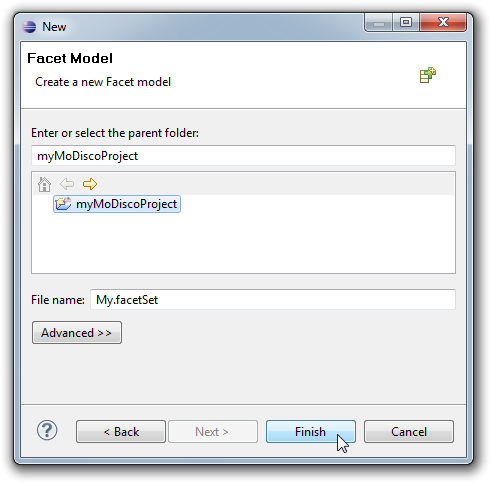 New
Facet Model
Create a new Facet model
Enter or select the parent folder:
myMoDiscoProject
myMoDiscoProject
File name: My.facetSet
Advanced >>
? < Back Next > Finish Cancel